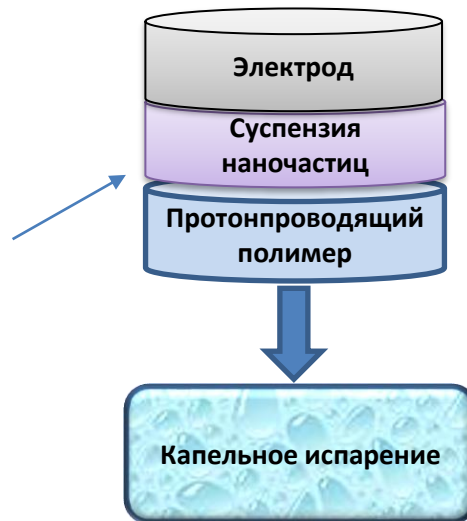 Электрод
Суспензия
наночастиц
Протонпроводящий
полимер
Капельное испарение